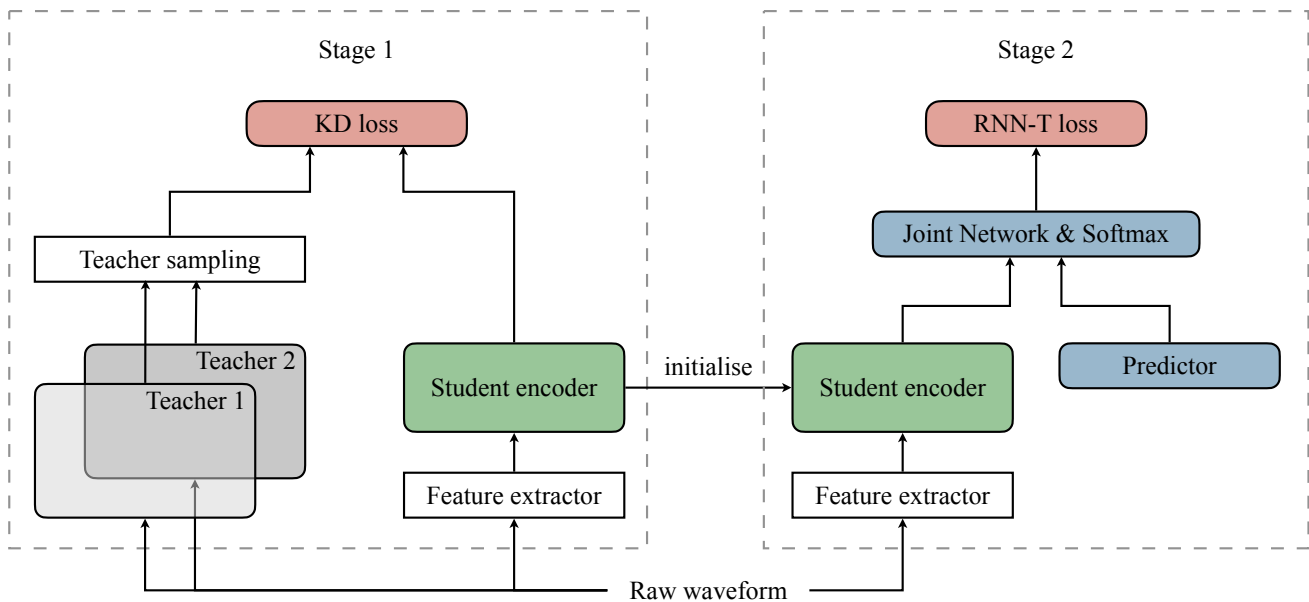 Stage 1
Stage 2
KD loss
RNN-T loss
Teacher sampling
Joint Network & Softmax
Teacher 2
Teacher 1
Student encoder
initialise
Student encoder
Predictor
Feature extractor
Feature extractor
Raw waveform